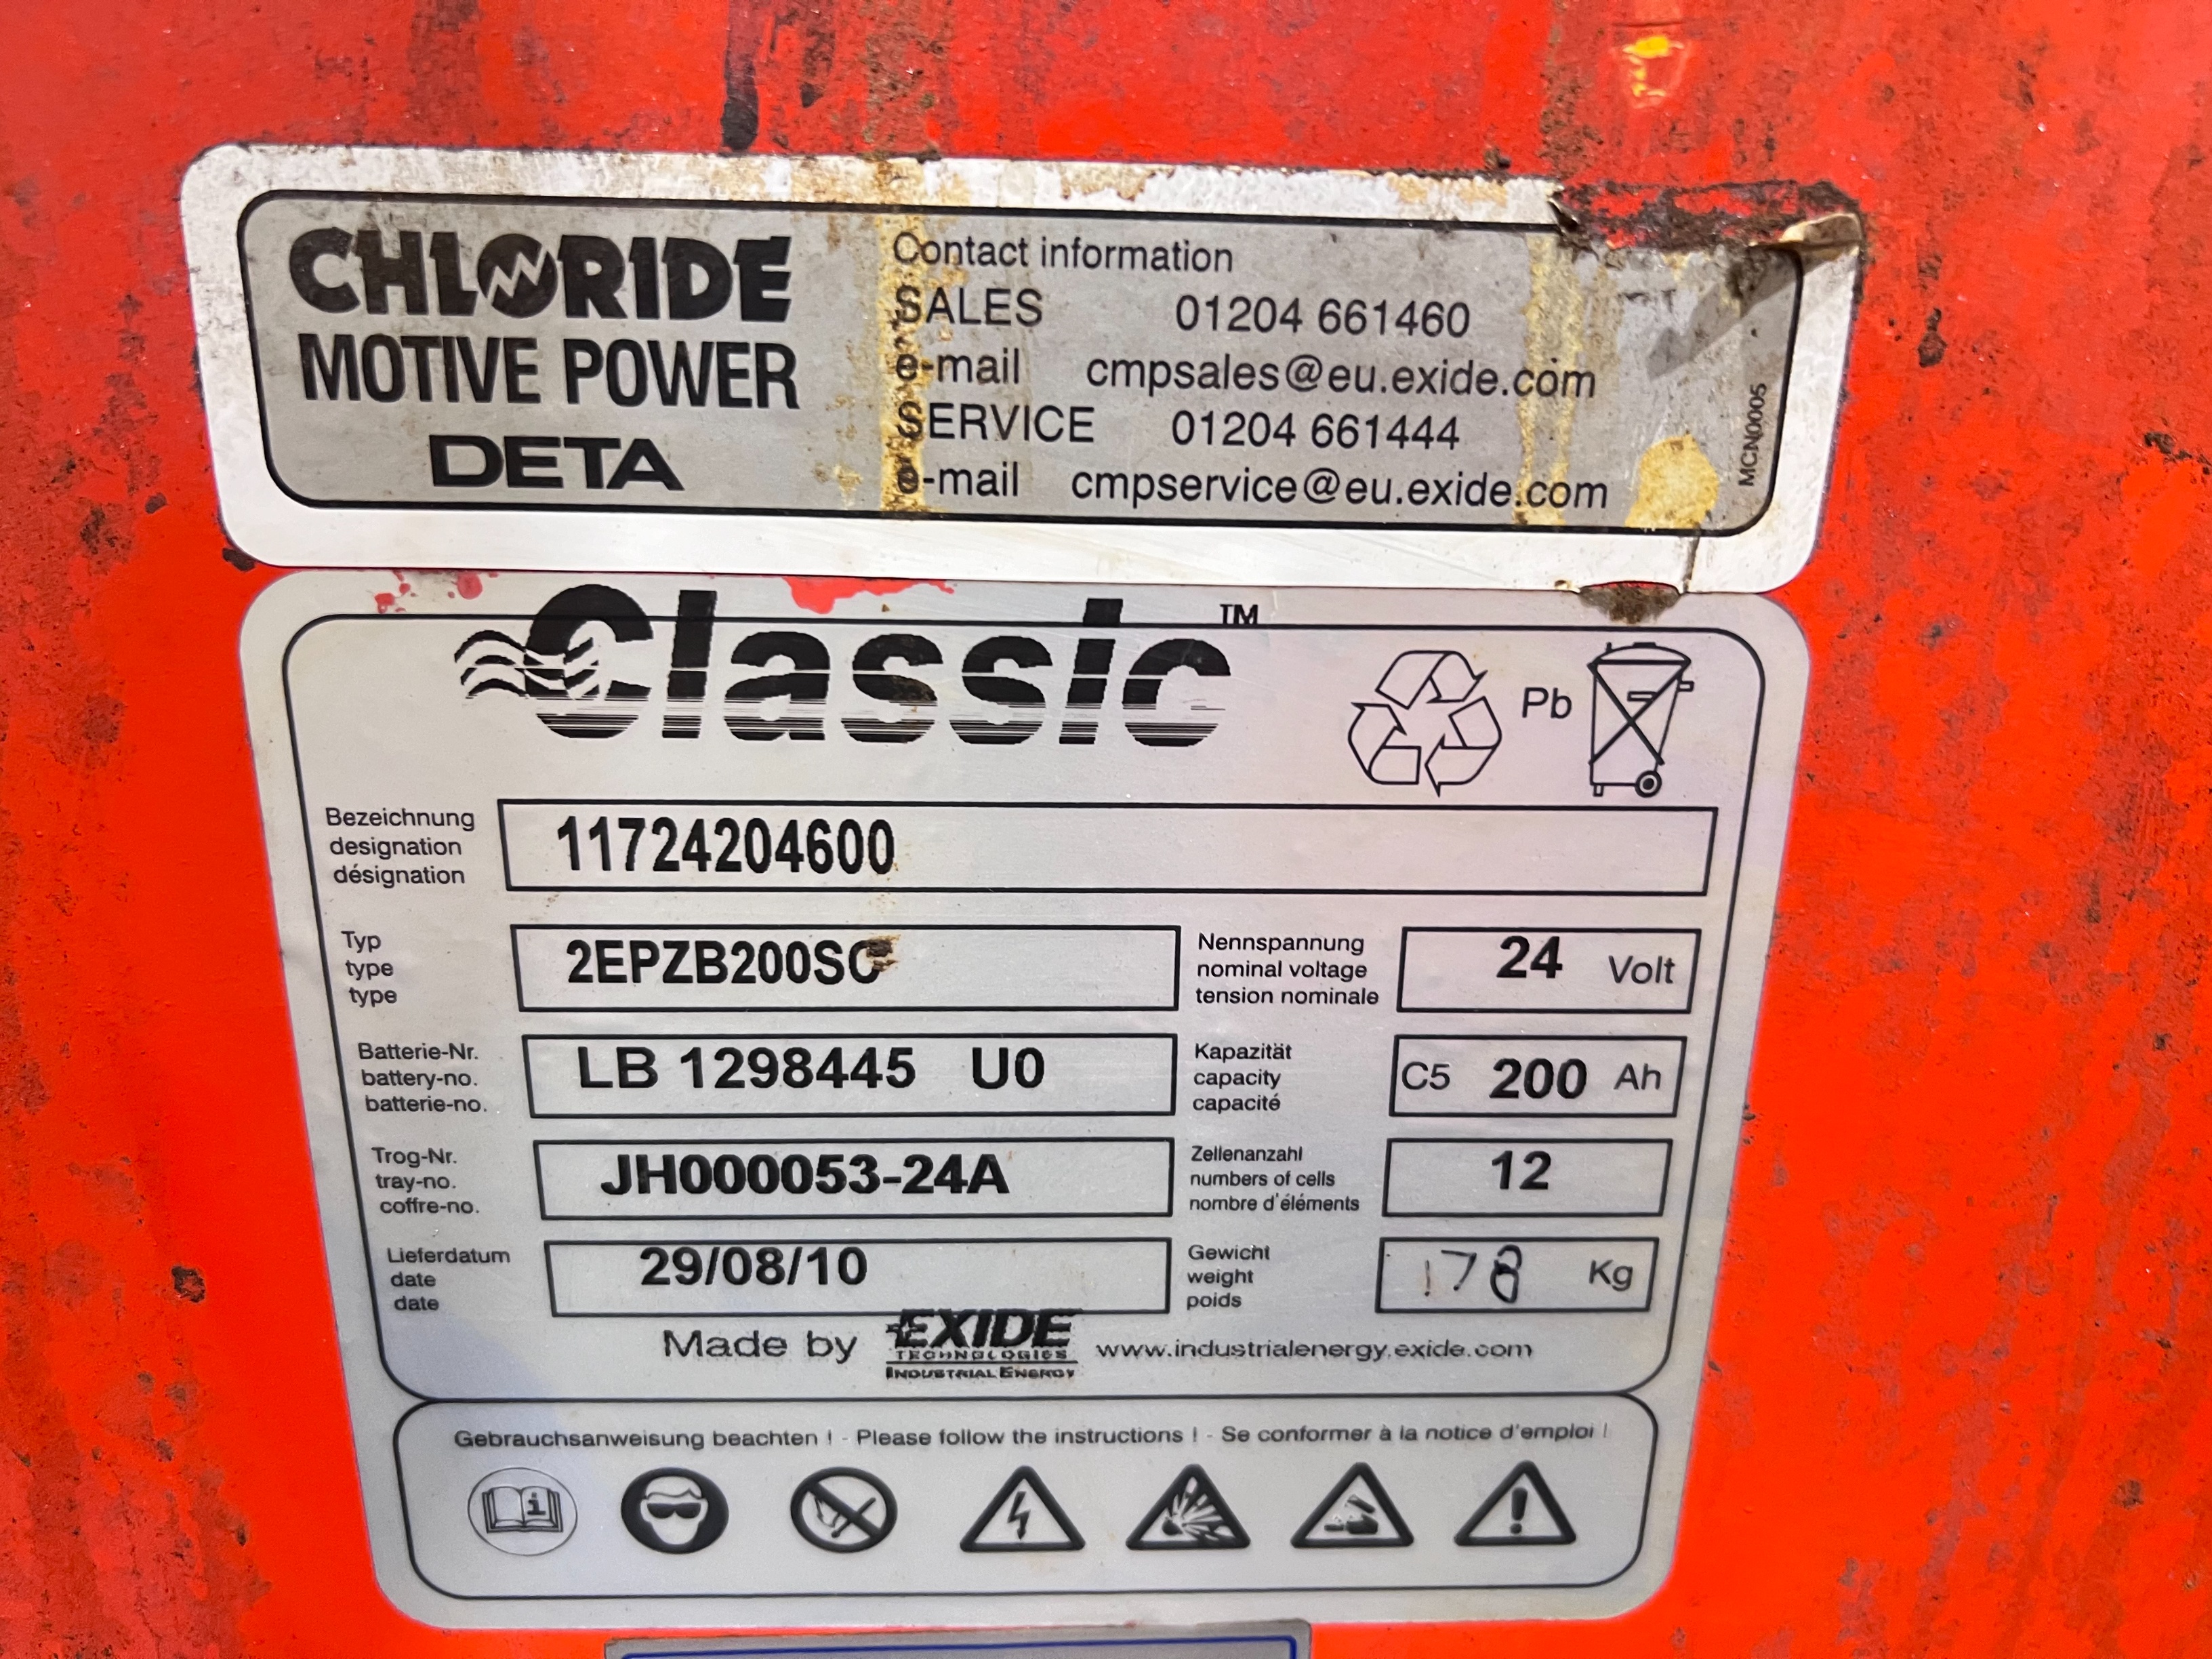 CHLORIDE
MOTIVE POWER
DETA
Contact information
SALES 01204 661460
e-mail cmpsales@eu.exide.com
SERVICE 01204 661444
e-mail cmpservice@eu.exide.com
MCN0005
Classic™
Pb
Bezeichnung
designation
désignation
11724204600
Typ
type
type
2EPZB200SC
Nennspannung
nominal voltage
tension nominale
24 Volt
Batterie-Nr.
battery-no.
batterie-no.
LB 1298445 U0
Kapazität
capacity
capacité
C5 200 Ah
Trog-Nr.
tray-no.
coffre-no.
JH000053-24A
Zellenanzahl
numbers of cells
nombre d'éléments
12
Lieferdatum
date
date
29/08/10
Gewicht
weight
poids
178 Kg
Made by EXIDE TECHNOLOGIES INDUSTRIAL ENERGY www.industrialenergy.exide.com
Gebrauchsanweisung beachten ! - Please follow the instructions ! - Se conformer à la notice d'emploi !